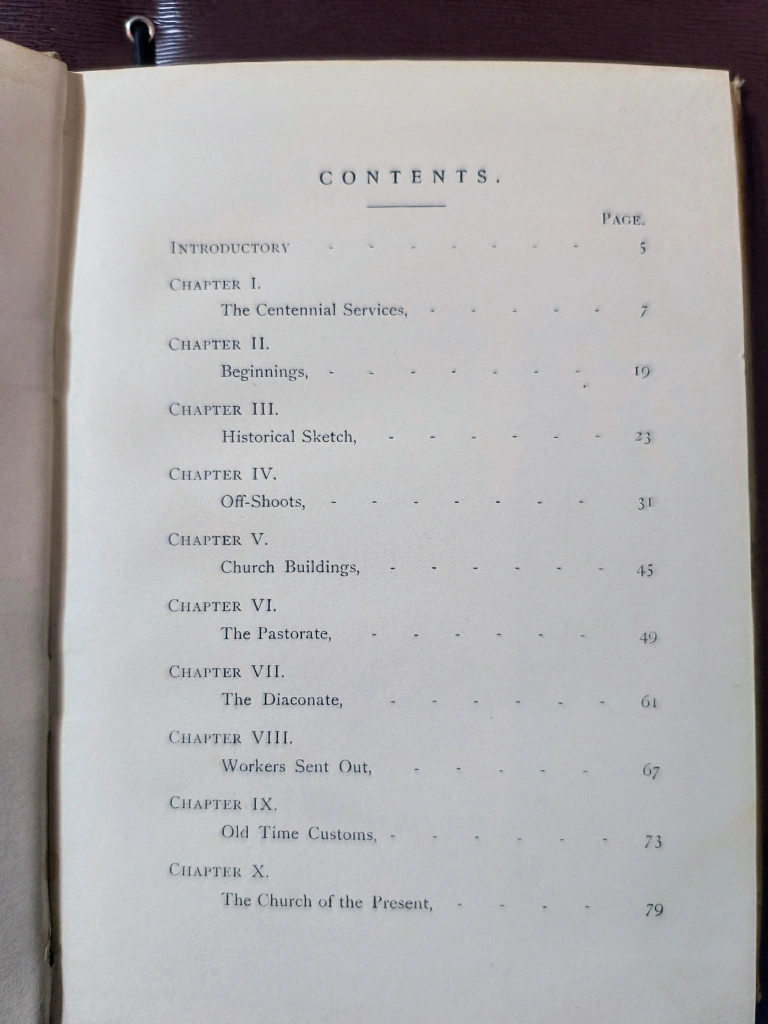 CONTENTS.
PAGE.
INTRODUCTORY - - - - - - - 5
CHAPTER I.
The Centennial Services, - - - - - 7
CHAPTER II.
Beginnings, - - - - - - - 19
CHAPTER III.
Historical Sketch, - - - - - - 23
CHAPTER IV.
Off-Shoots, - - - - - - - 31
CHAPTER V.
Church Buildings, - - - - - - 45
CHAPTER VI.
The Pastorate, - - - - - - 49
CHAPTER VII.
The Diaconate, - - - - - - 61
CHAPTER VIII.
Workers Sent Out, - - - - - 67
CHAPTER IX.
Old Time Customs, - - - - - - 73
CHAPTER X.
The Church of the Present, - - - - 79